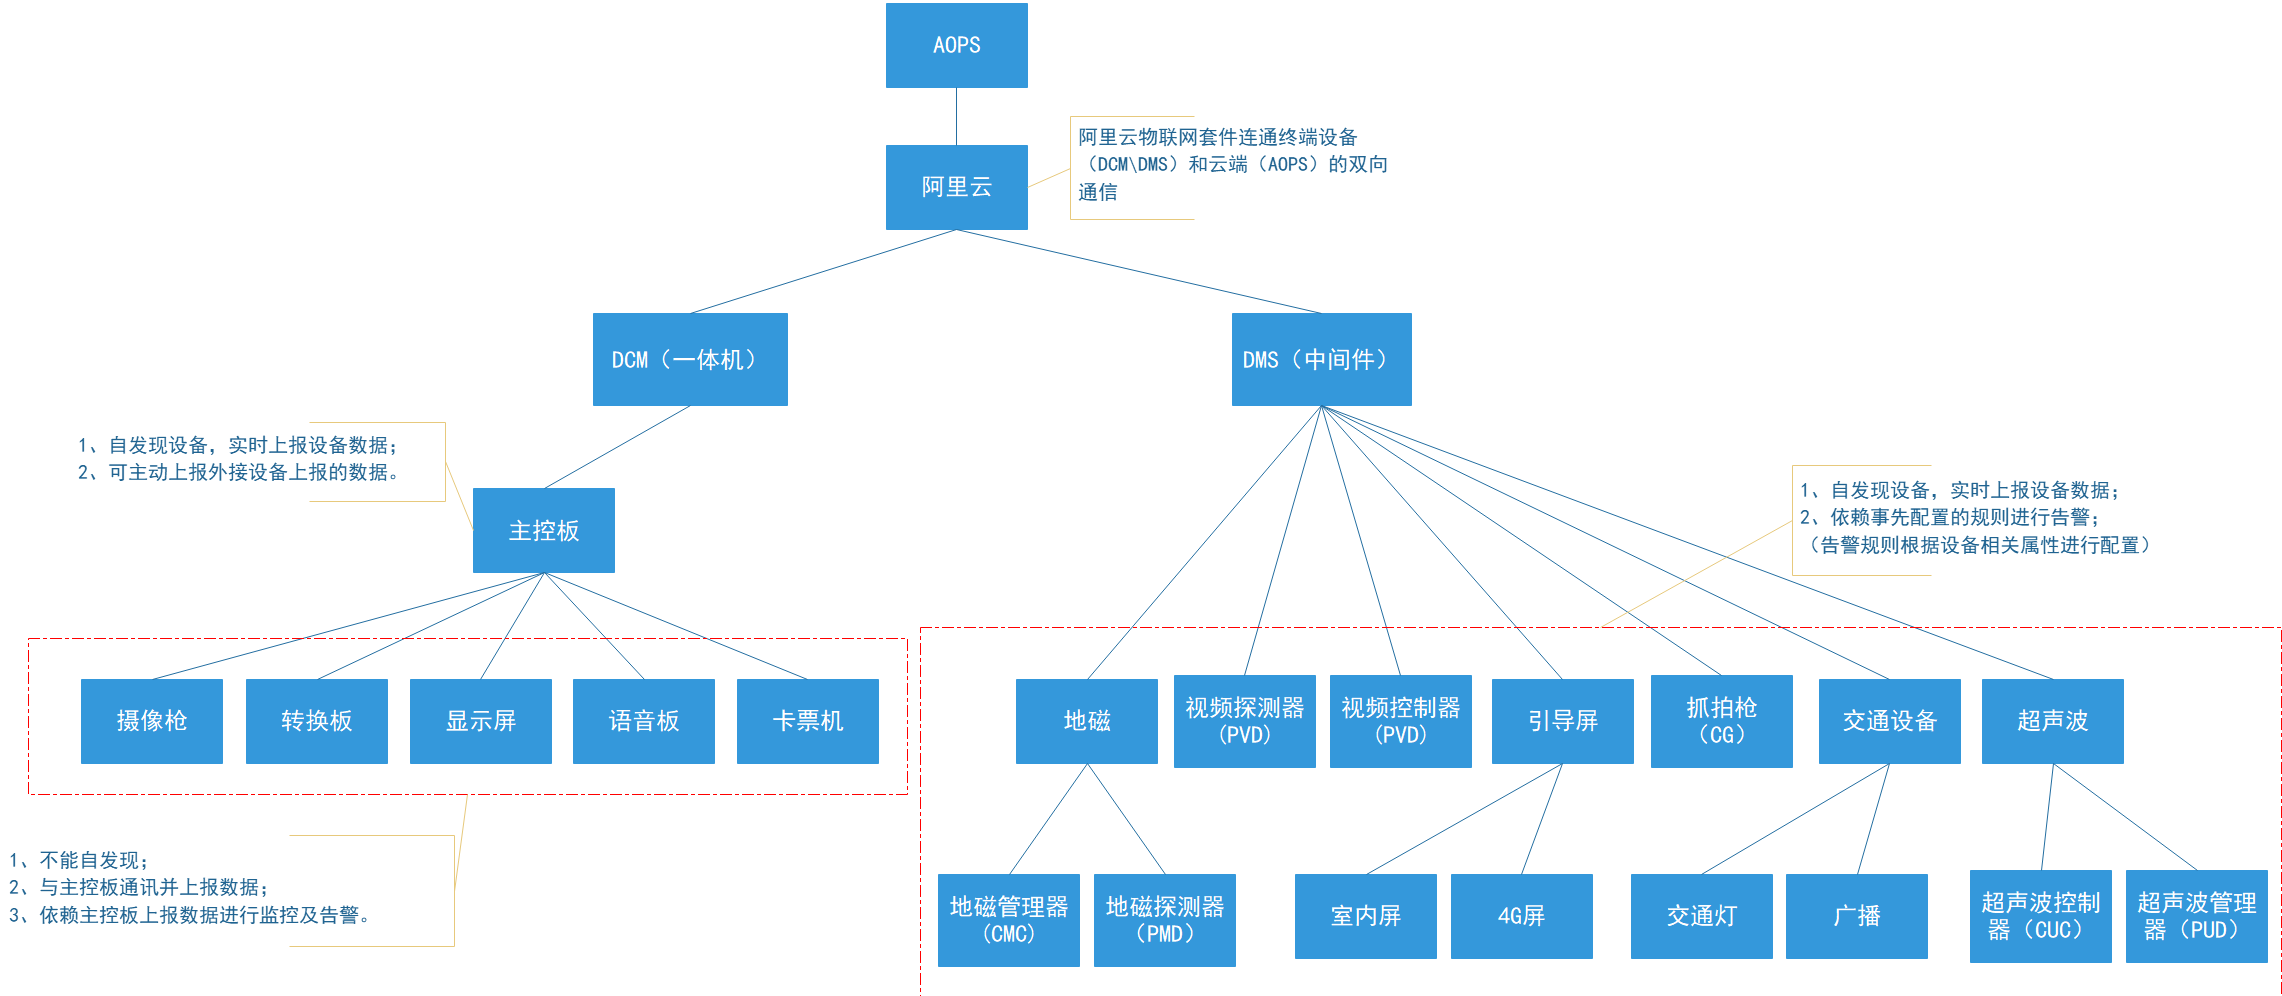 AOPS
阿里云物联网套件连通终端设备
（DCM\DMS）和云端（AOPS）的双向
通信
阿里云
DCM（一体机）
DMS（中间件）
1、自发现设备，实时上报设备数据；
2、可主动上报外接设备上报的数据。
1、自发现设备，实时上报设备数据；
2、依赖事先配置的规则进行告警；
（告警规则根据设备相关属性进行配置）
主控板
摄像枪
转换板
显示屏
语音板
卡票机
地磁
视频探测器
(PVD)
视频控制器
(PVD)
引导屏
抓拍枪
（CG）
交通设备
超声波
1、不能自发现；
2、与主控板通讯并上报数据；
3、依赖主控板上报数据进行监控及告警。
地磁管理器
(CMC)
地磁探测器
（PMD）
室内屏
4G屏
交通灯
广播
超声波控制
器（CUC）
超声波管理
器（PUD）